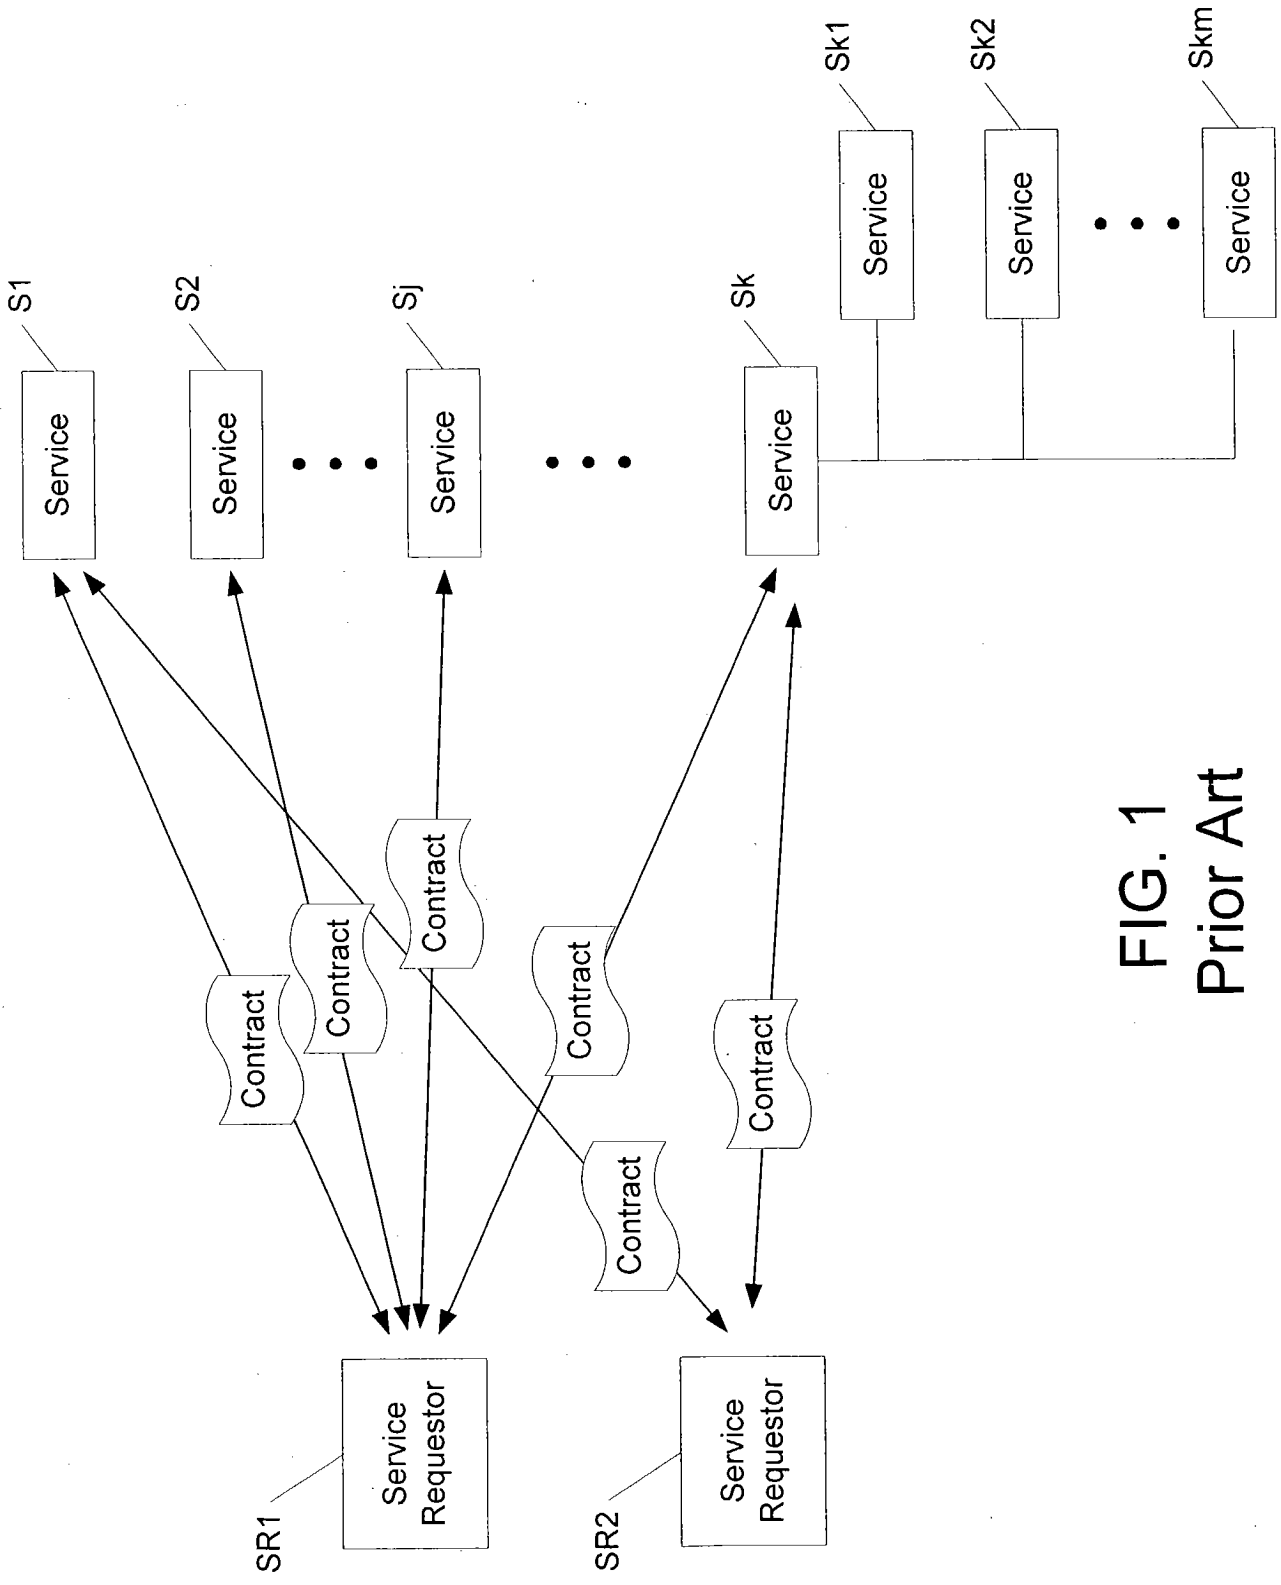 S1
Service
S2
Service
Sj
Service
Sk
Service
Sk1
Service
Sk2
Service
Skm
Service
Contract
Contract
Contract
Contract
Contract
Contract
SR1
Service
Requestor
SR2
Service
Requestor
FIG. 1
Prior Art